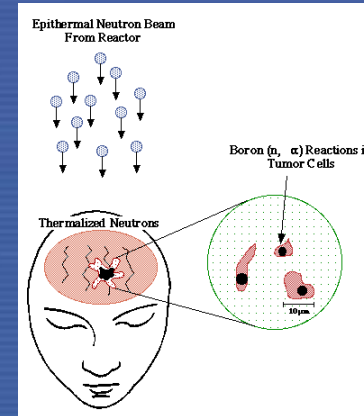 Epithermal Neutron Beam
From Reactor
Boron (n, α) Reactions i
Tumor Cells
Thermalized Neutrons
10µm